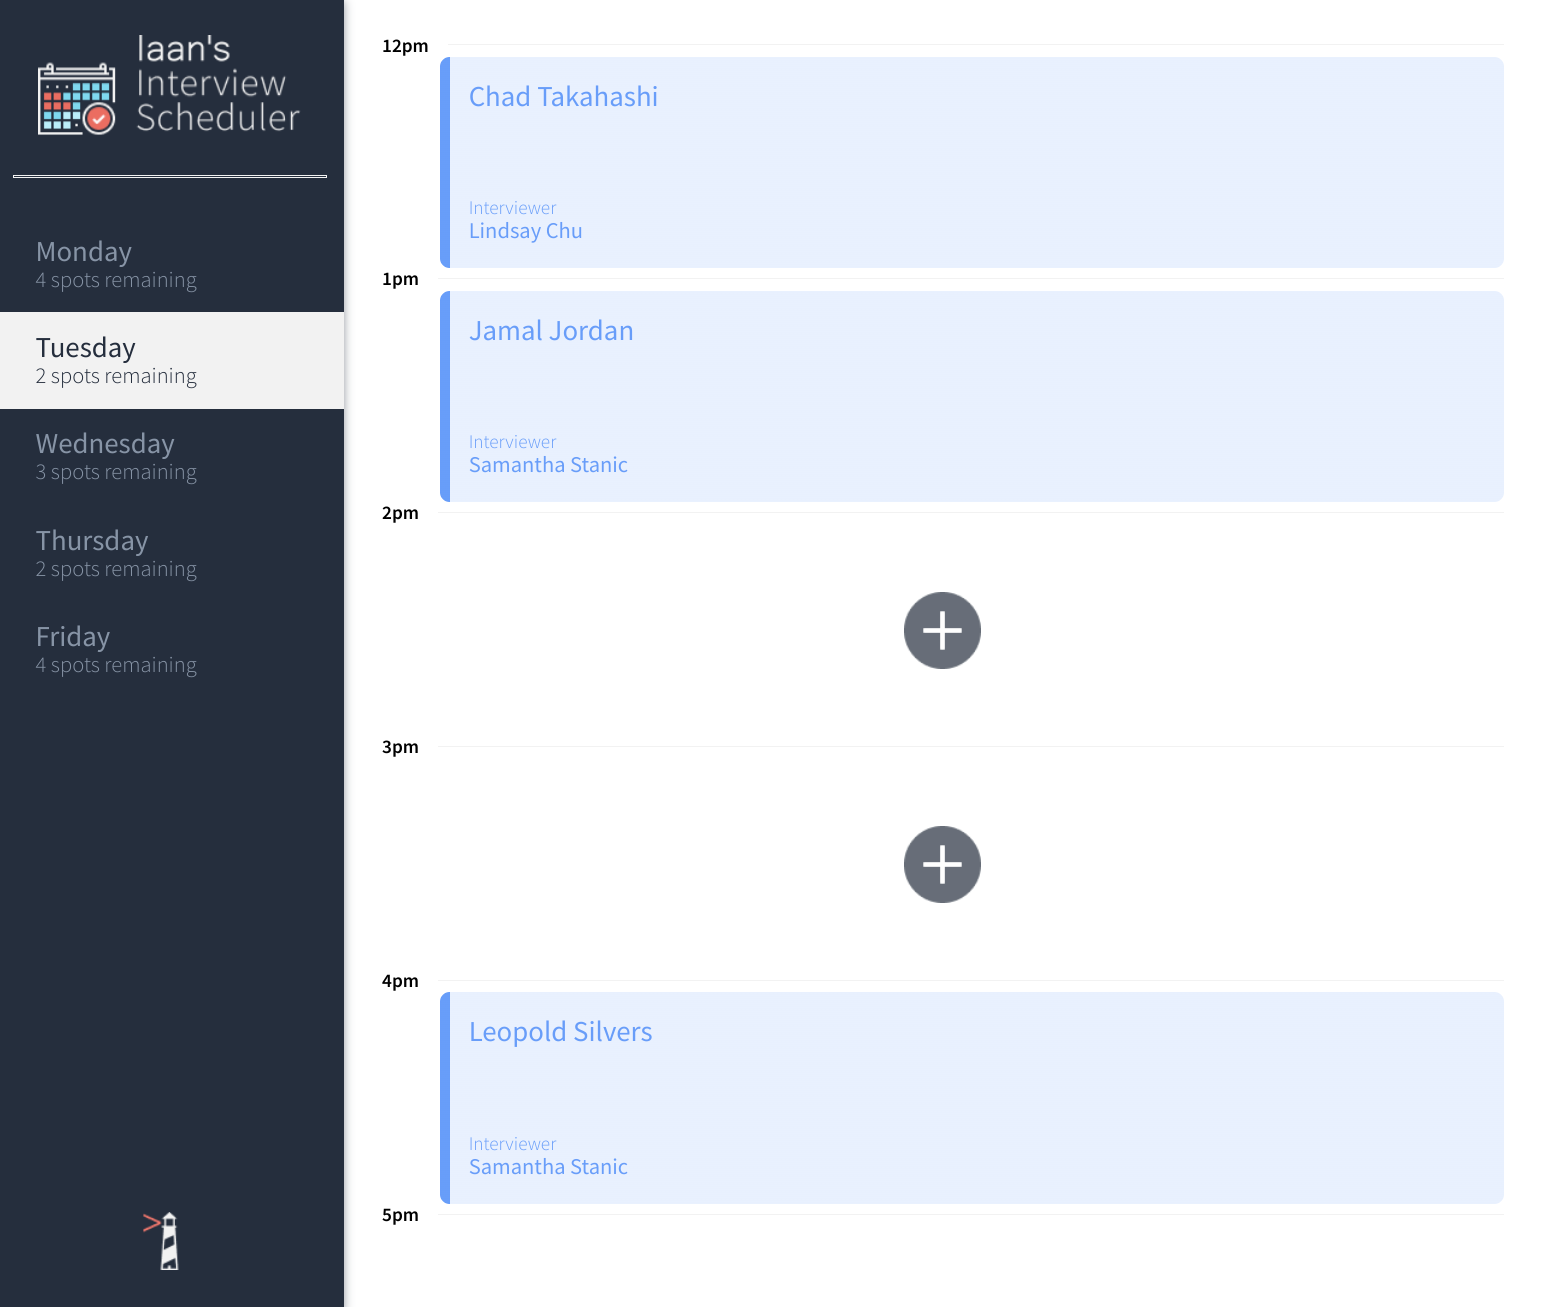 Iaan's
Interview
Scheduler
Monday
4 spots remaining
Tuesday
2 spots remaining
Wednesday
3 spots remaining
Thursday
2 spots remaining
Friday
4 spots remaining
12pm
Chad Takahashi
Interviewer
Lindsay Chu
1pm
Jamal Jordan
Interviewer
Samantha Stanic
2pm
3pm
4pm
Leopold Silvers
Interviewer
Samantha Stanic
5pm